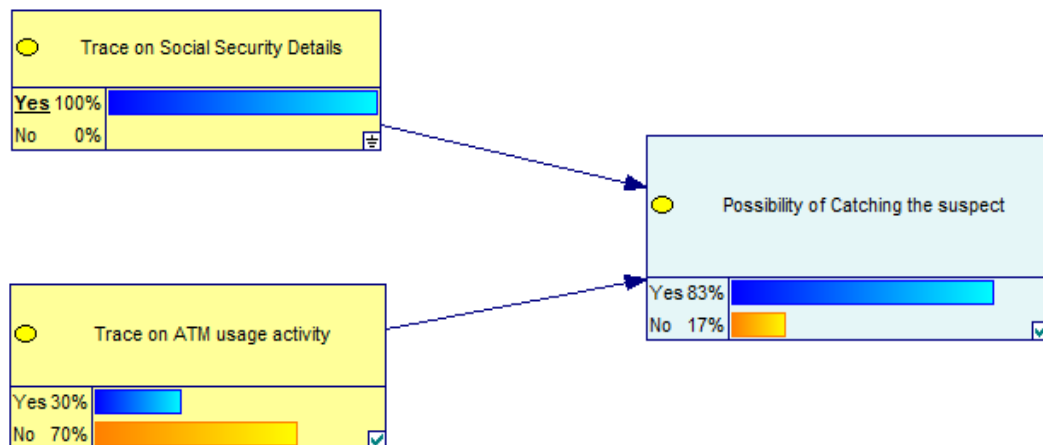 Trace on Social Security Details
Yes 100%
No 0%
Possibility of Catching the suspect
Yes 83%
No 17%
Trace on ATM usage activity
Yes 30%
No 70%